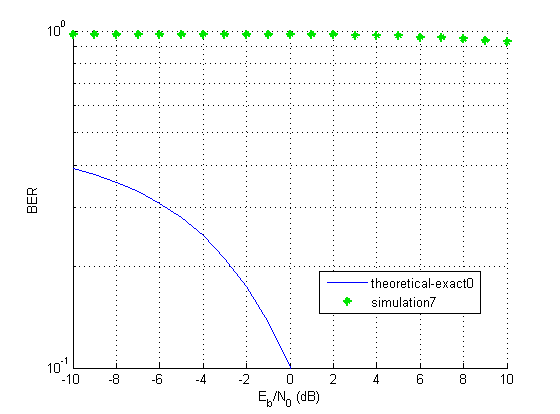 10^0
BER
10^-1
-10 -8 -6 -4 -2 0 2 4 6 8 10
E_b/N_0 (dB)
theoretical-exact0
simulation7